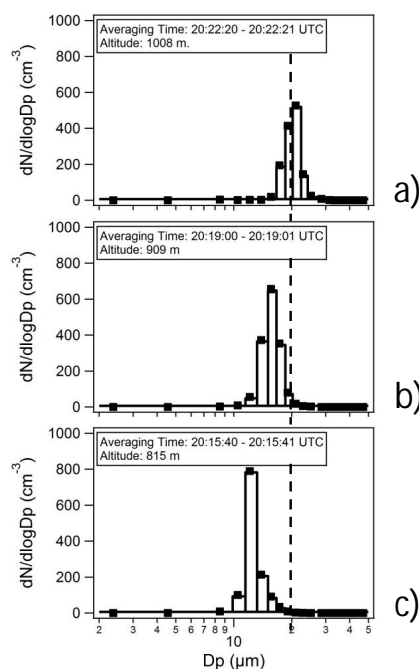 1000
800
600
400
200
0
dN/dlogDp (cm-3)
Averaging Time: 20:22:20 - 20:22:21 UTC
Altitude: 1008 m.
a)
1000
800
600
400
200
0
dN/dlogDp (cm-3)
Averaging Time: 20:19:00 - 20:19:01 UTC
Altitude: 909 m
b)
1000
800
600
400
200
0
dN/dlogDp (cm-3)
Averaging Time: 20:15:40 - 20:15:41 UTC
Altitude: 815 m
c)
2 3 4 5 6 7 8 9 10 2 3 4 5
Dp (µm)